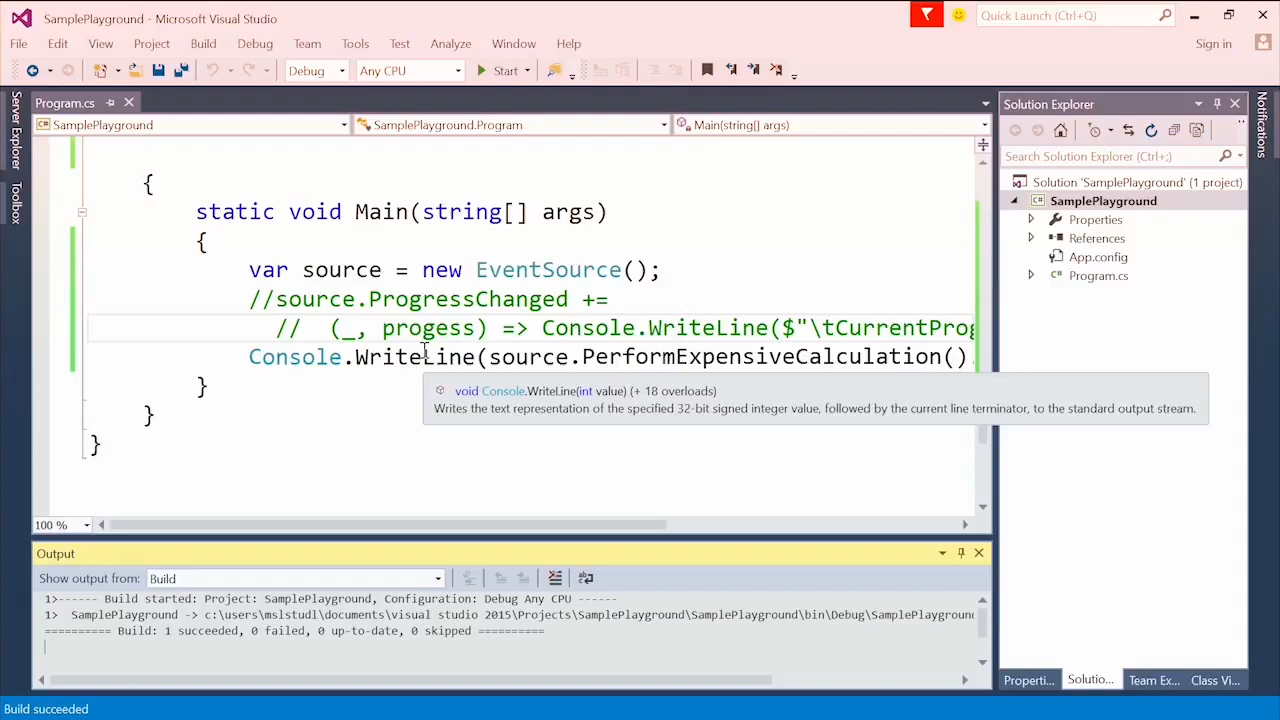 SamplePlayground - Microsoft Visual Studio
Quick Launch (Ctrl+Q)
File Edit View Project Build Debug Team Tools Test Analyze Window Help
Sign in
Debug Any CPU Start
Program.cs
SamplePlayground SamplePlayground.Program Main(string[] args)
{
static void Main(string[] args)
{
var source = new EventSource();
//source.ProgressChanged +=
// (_, progess) => Console.WriteLine($"\tCurrentProg
Console.WriteLine(source.PerformExpensiveCalculation()
void Console.WriteLine(int value) (+ 18 overloads)
Writes the text representation of the specified 32-bit signed integer value, followed by the current line terminator, to the standard output stream.
}
}
}
100 %
Server Explorer
Toolbox
Output
Show output from: Build
1>------ Build started: Project: SamplePlayground, Configuration: Debug Any CPU ------
1> SamplePlayground -> c:\users\mslstudl\documents\visual studio 2015\Projects\SamplePlayground\SamplePlayground\bin\Debug\SamplePlayground
========== Build: 1 succeeded, 0 failed, 0 up-to-date, 0 skipped ==========
Solution Explorer
Search Solution Explorer (Ctrl+;)
Solution 'SamplePlayground' (1 project)
SamplePlayground
Properties
References
App.config
Program.cs
Properti... Solutio... Team Ex... Class Vi...
Notifications
Build succeeded